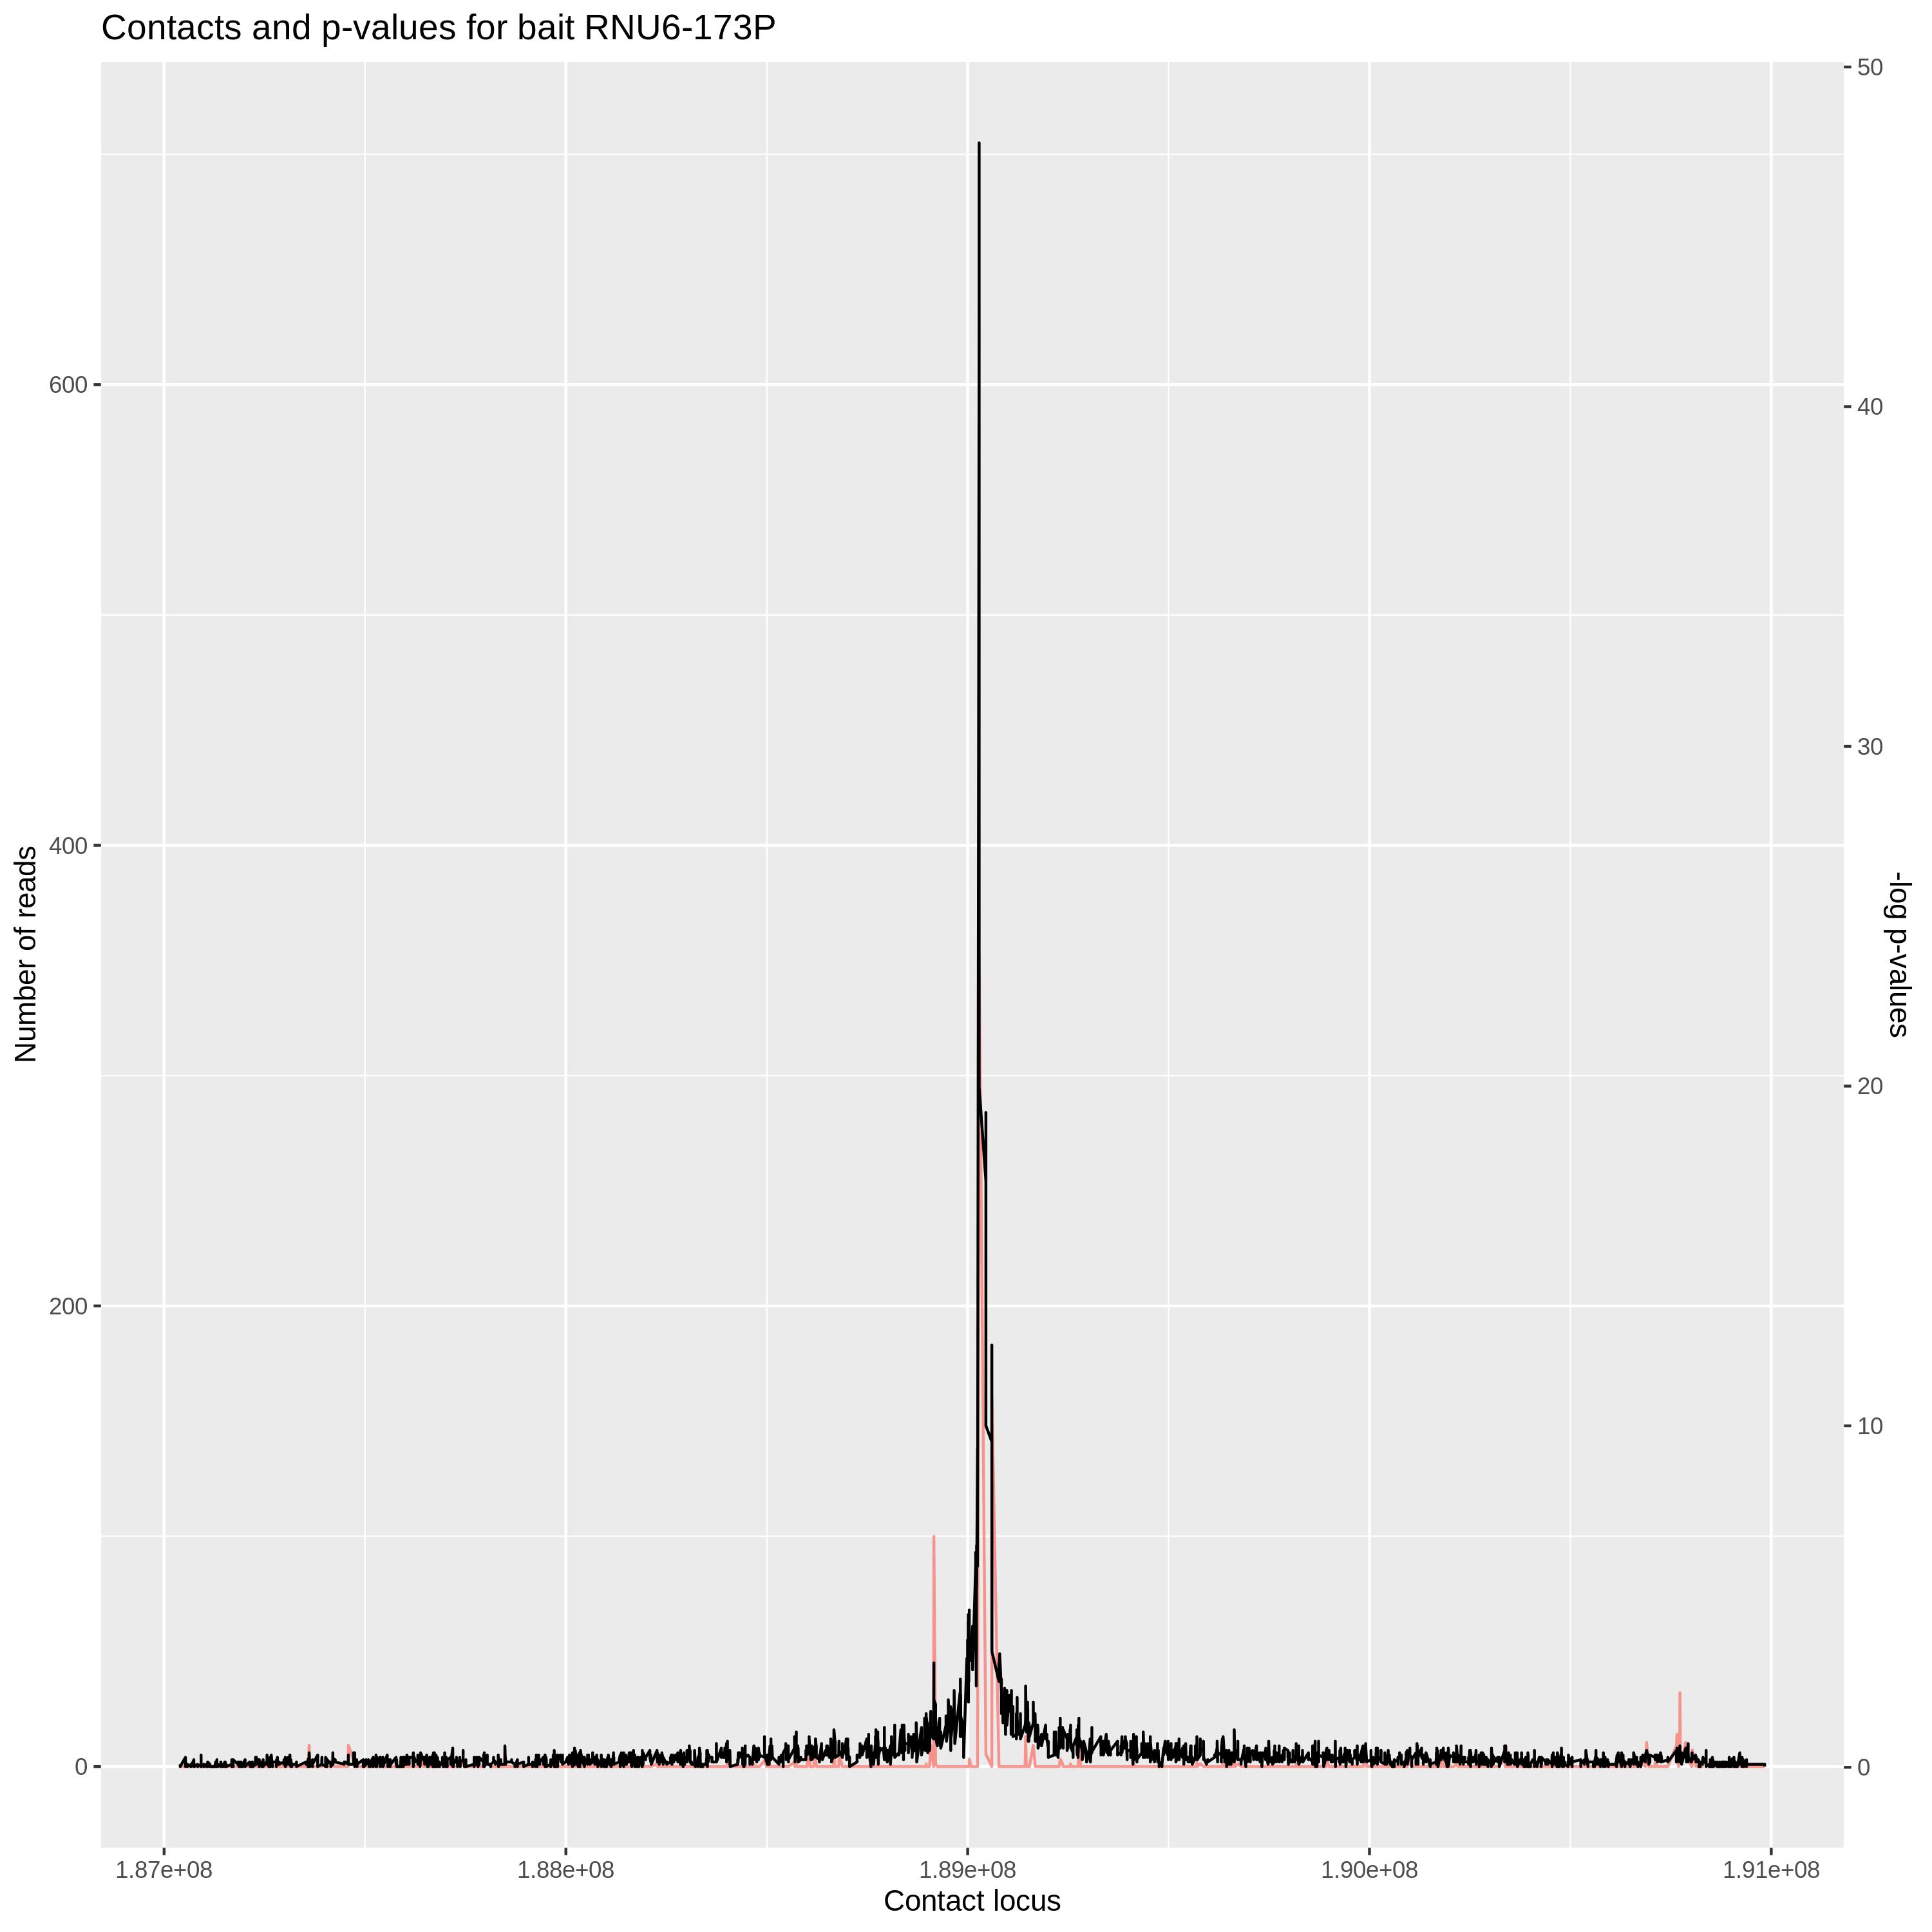 Contacts and p-values for bait RNU6-173P
Number of reads
600
400
200
0
50
40
30
20
10
0
-log p-values
1.87e+08 1.88e+08 1.89e+08 1.90e+08 1.91e+08
Contact locus